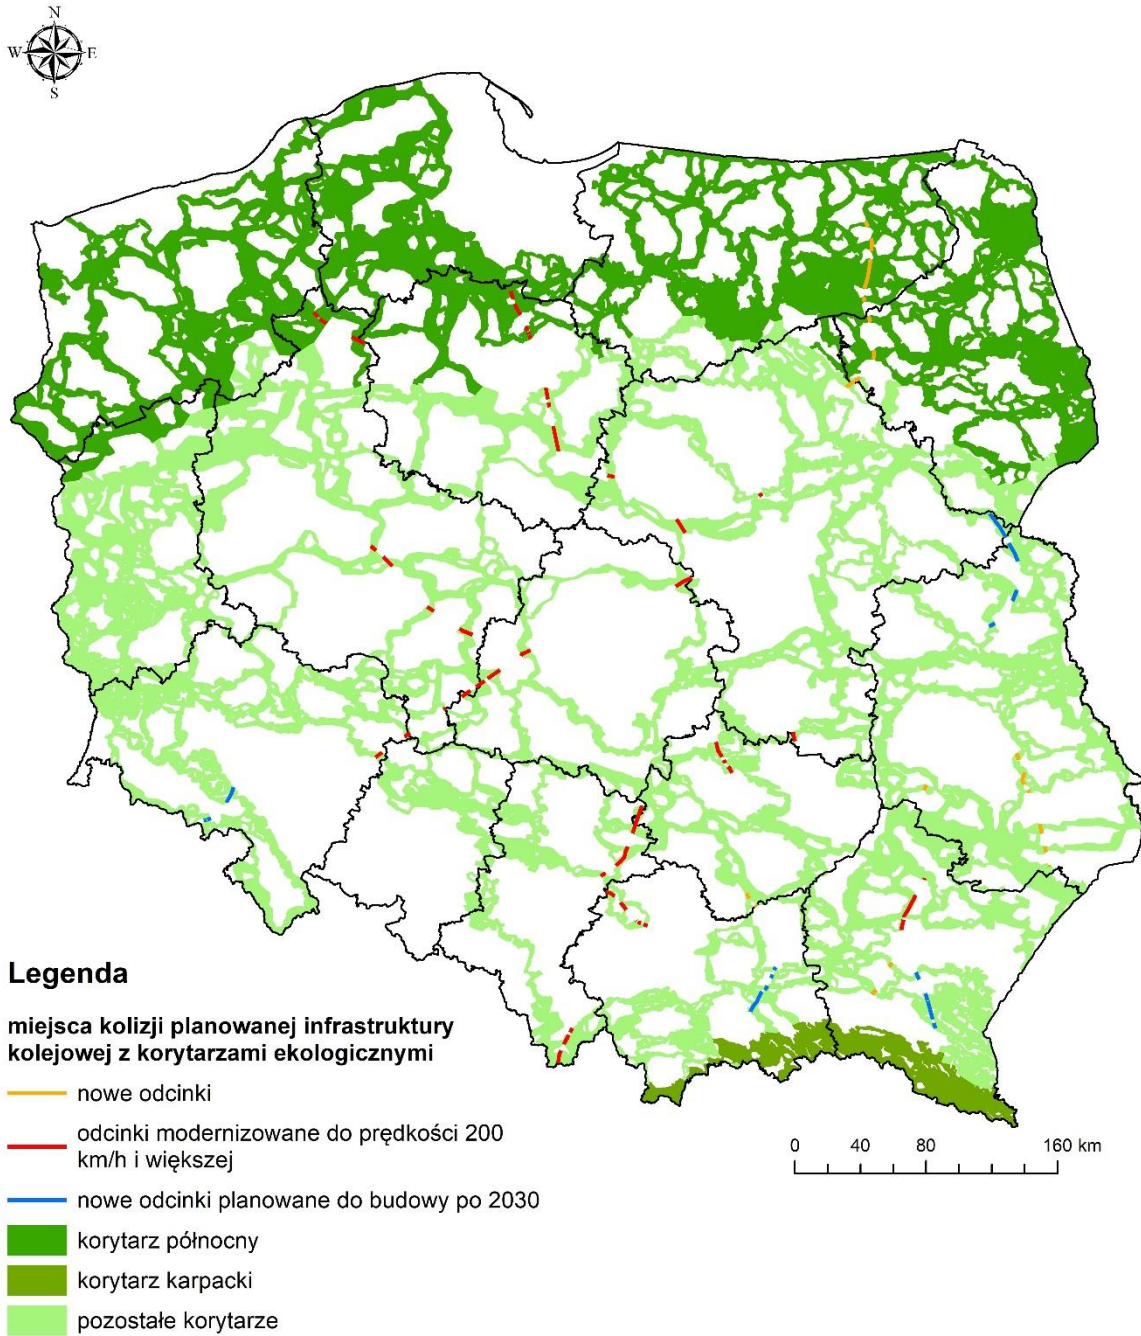 N
W E
S
Legenda
miejsca kolizji planowanej infrastruktury
kolejowej z korytarzami ekologicznymi
nowe odcinki
odcinki modernizowane do prędkości 200
km/h i większej
nowe odcinki planowane do budowy po 2030
korytarz północny
korytarz karpacki
pozostałe korytarze
0 40 80 160 km